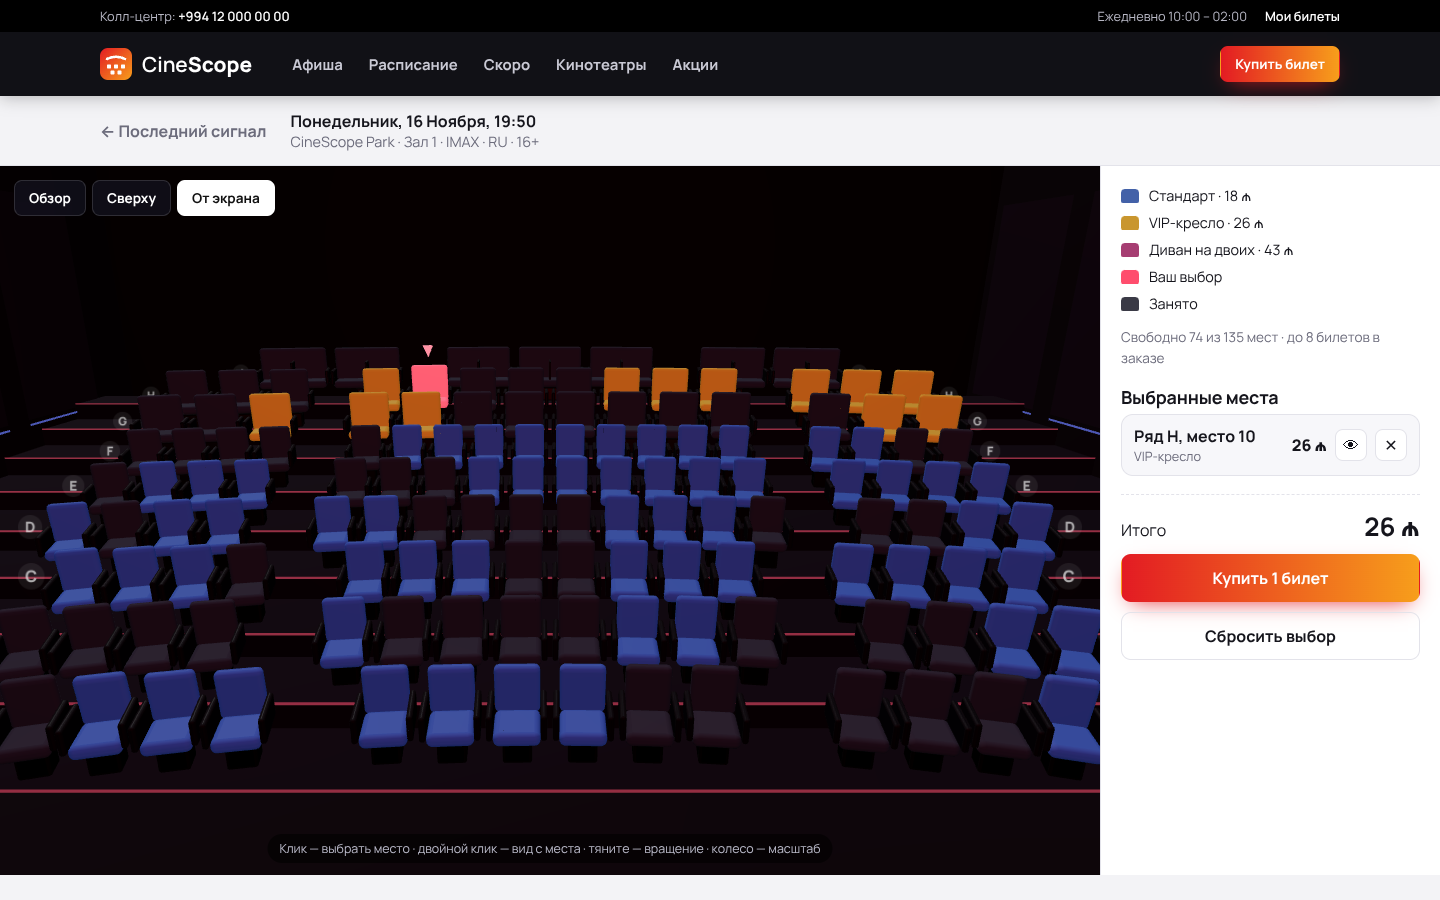 Колл-центр: +994 12 000 00 00
Ежедневно 10:00 – 02:00 Мои билеты
CineScope Афиша Расписание Скоро Кинотеатры Акции Купить билет
← Последний сигнал
Понедельник, 16 Ноября, 19:50
CineScope Park · Зал 1 · IMAX · RU · 16+
Обзор Сверху От экрана
H H
G G
F F
E E
D D
C C
Клик — выбрать место · двойной клик — вид с места · тяните — вращение · колесо — масштаб
Стандарт · 18 ₼
VIP-кресло · 26 ₼
Диван на двоих · 43 ₼
Ваш выбор
Занято
Свободно 74 из 135 мест · до 8 билетов в
заказе
Выбранные места
Ряд H, место 10
VIP-кресло
26 ₼ ✕
Итого 26 ₼
Купить 1 билет
Сбросить выбор